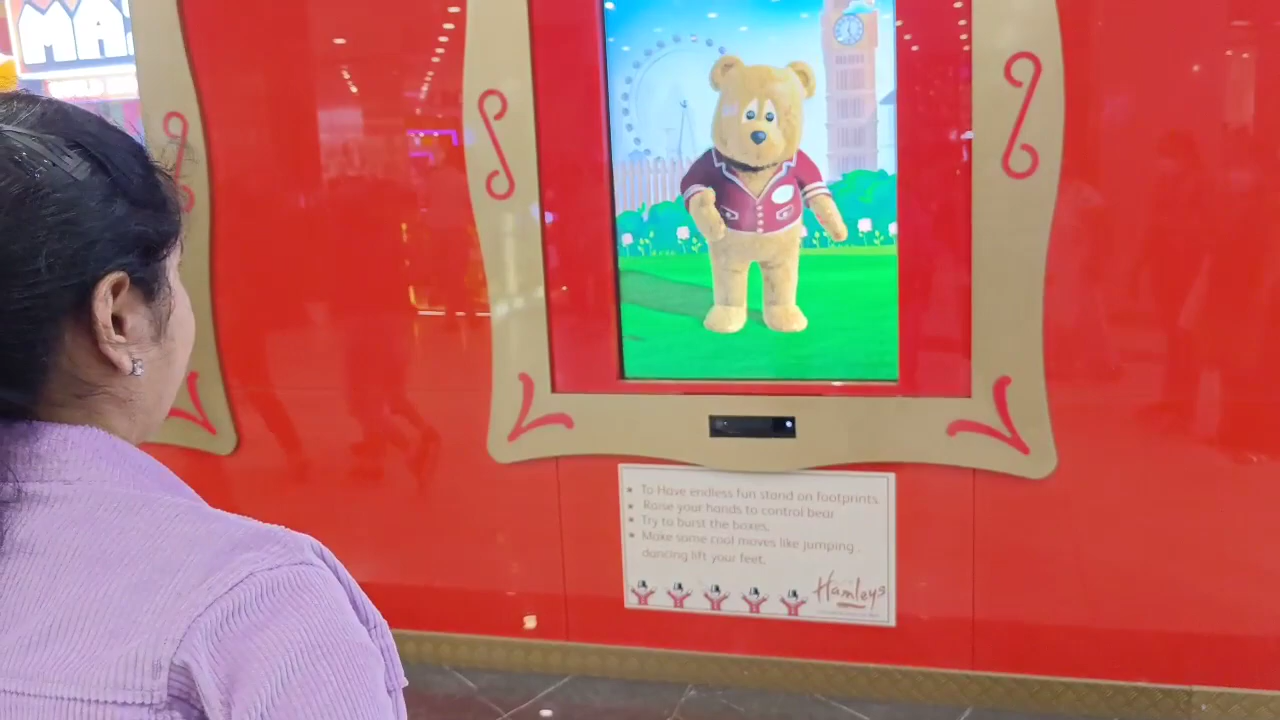 MA
• To Have endless fun stand on footprints.
• Raise your hands to control bear
• Try to burst the boxes.
• Make some cool moves like jumping
dancing lift your feet.
Hamleys